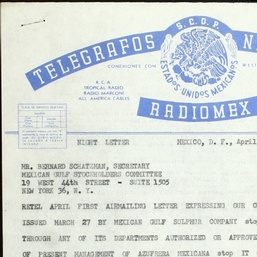 S.C.O.P.
TELEGRAFOS N
CONEXIONES CON
ESTADOS UNIDOS MEXICANOS
R.C.A.
TROPICAL RADIO
RADIO MARCONI
ALL AMERICA CABLES
RADIOMEX
NIGHT LETTER MEXICO, D. F., April
MR. BERNARD SCHATZMAN, SECRETARY
MEXICAN GULF STOCKHOLDERS COMMITTEE
19 WEST 44th STREET - SUITE 1505
NEW YORK 36, N.Y.
RETEL APRIL FIRST AIRMAILING LETTER EXPRESSING OUR O
ISSUED MARCH 27 BY MEXICAN GULF SULPHUR COMPANY stop
THROUGH ANY OF ITS DEPARTMENTS AUTHORIZED OR APPROVE
OF PRESENT MANAGEMENT OF AZUFRERA MEXICANA stop IT